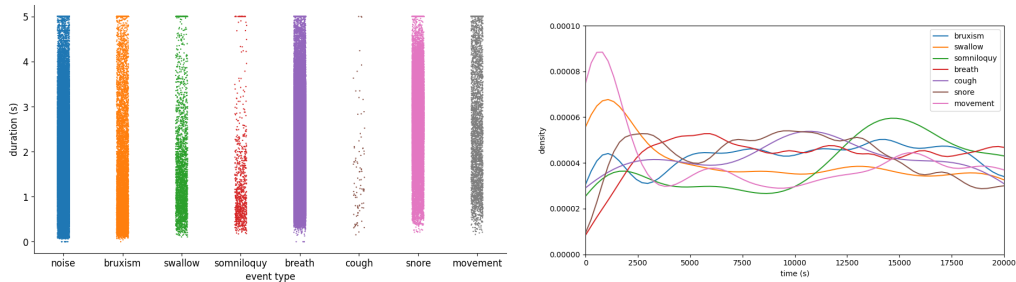 5
4
3
2
1
0
duration (s)
noise bruxism swallow somniloquy breath cough snore movement
event type
0.00010
0.00008
0.00006
0.00004
0.00002
0.00000
density
0 2500 5000 7500 10000 12500 15000 17500 20000
time (s)
bruxism
swallow
somniloquy
breath
cough
snore
movement